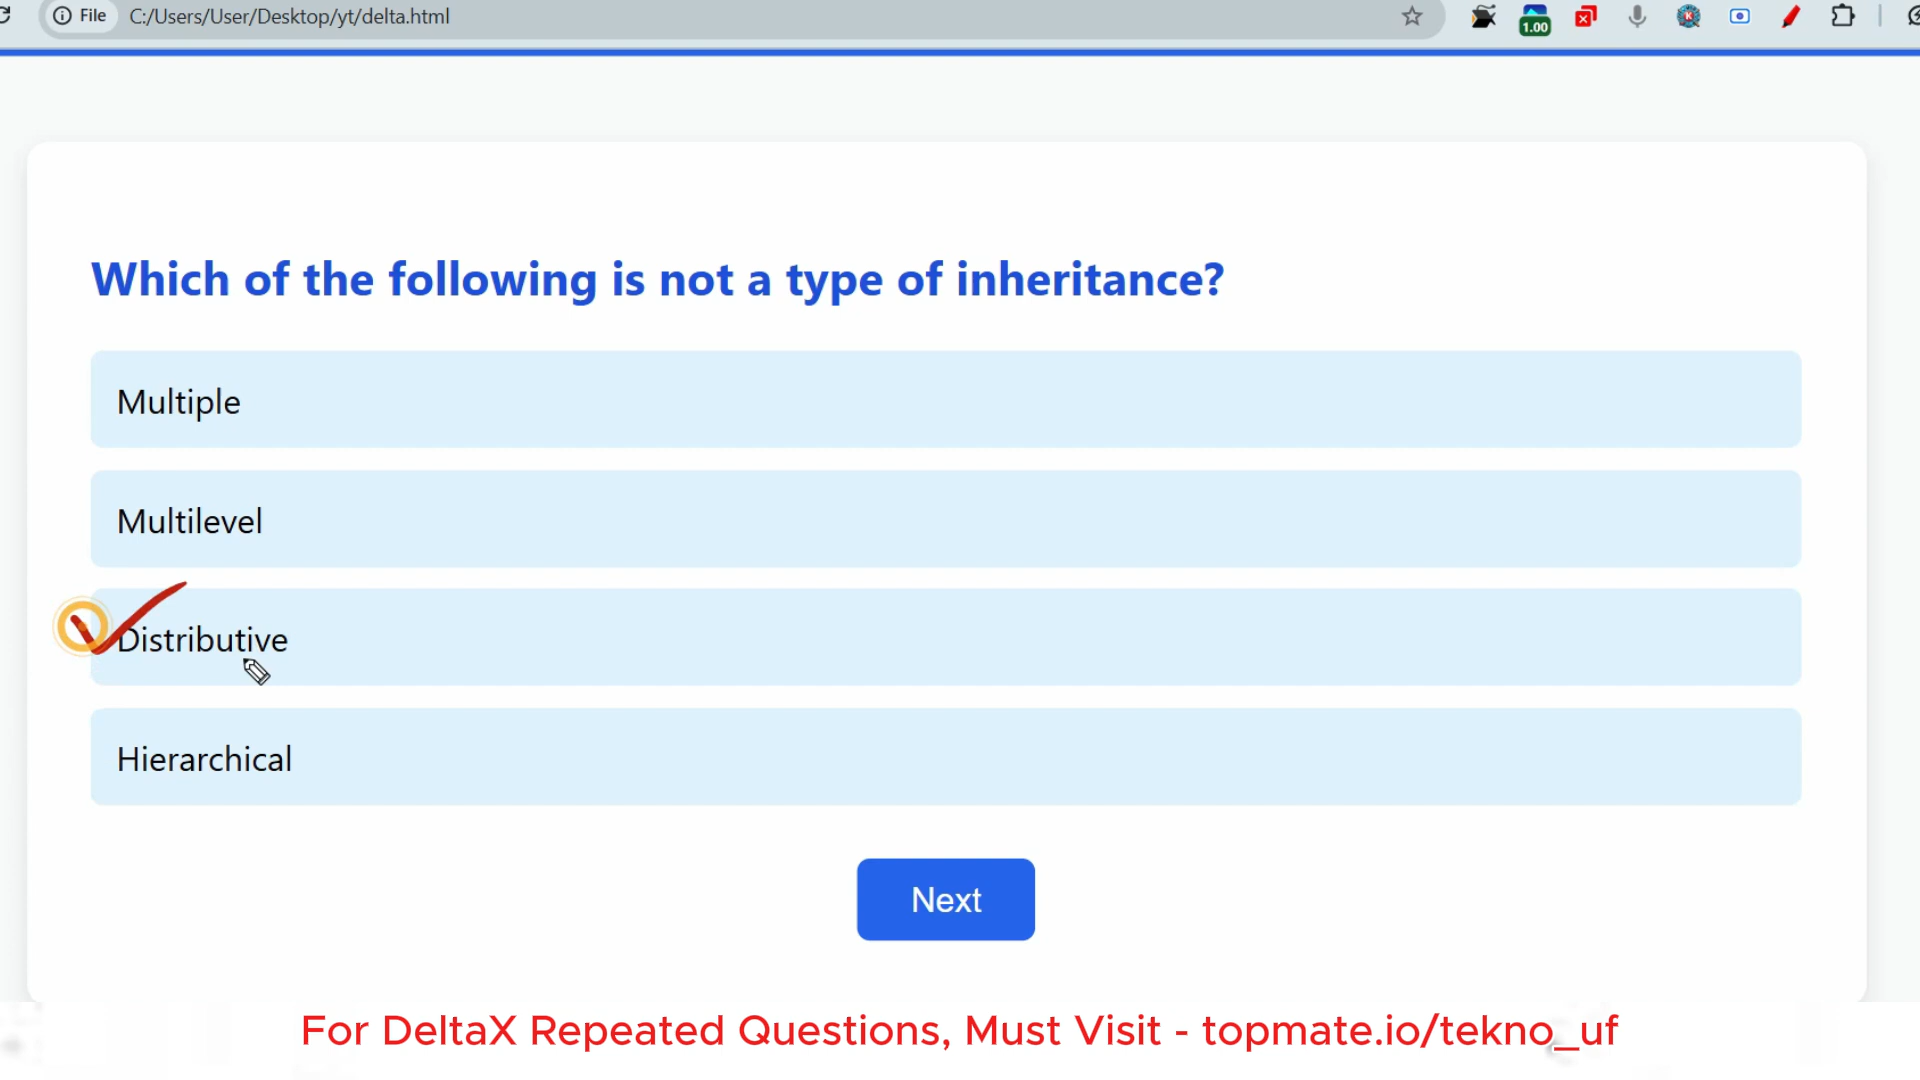 File C:/Users/User/Desktop/yt/delta.html
1.00
Which of the following is not a type of inheritance?
Multiple
Multilevel
Distributive
Hierarchical
Next
For DeltaX Repeated Questions, Must Visit - topmate.io/tekno_uf